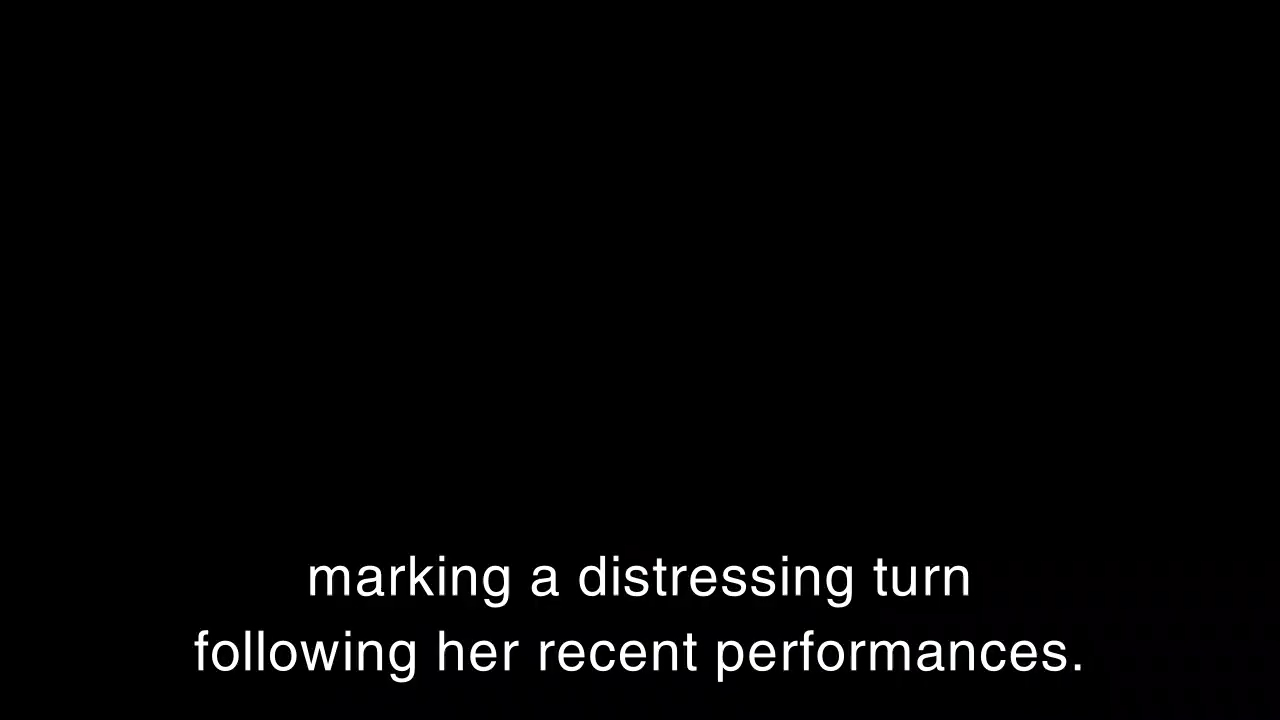 marking a distressing turn
following her recent performances.